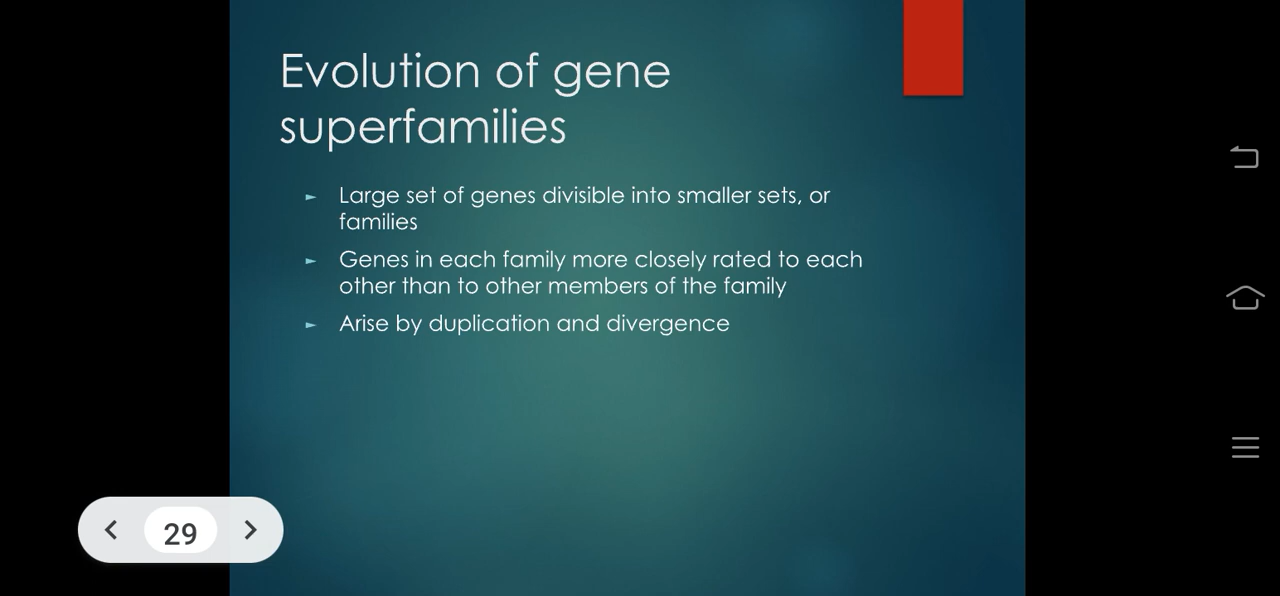 Evolution of gene
superfamilies
► Large set of genes divisible into smaller sets, or
families
► Genes in each family more closely rated to each
other than to other members of the family
► Arise by duplication and divergence
29